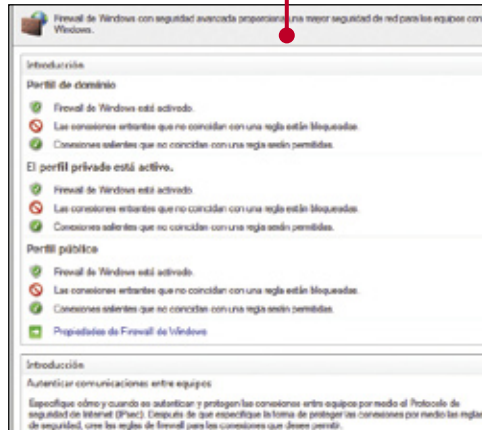 Firewall de Windows con seguridad avanzada proporciona una mayor seguridad de red para los equipos con
Windows.
Introducción
Perfil de dominio
Firewall de Windows está activado.
Las conexiones entrantes que no coincidan con una regla están bloqueadas.
Conexiones salientes que no coincidan con una regla serán permitidas.
El perfil privado está activo.
Firewall de Windows está activado.
Las conexiones entrantes que no coincidan con una regla están bloqueadas.
Conexiones salientes que no coincidan con una regla serán permitidas.
Perfil público
Firewall de Windows está activado.
Las conexiones entrantes que no coincidan con una regla están bloqueadas.
Conexiones salientes que no coincidan con una regla serán permitidas.
Propiedades de Firewall de Windows
Introducción
Autenticar comunicaciones entre equipos
Especifique cómo y cuándo se autentican y protegen las conexiones entre equipos por medio el Protocolo de
seguridad de Internet (IPsec). Después de que especifique la forma de proteger las conexiones por medio las reglas
de seguridad, cree las reglas de firewall para las conexiones que desee permitir.